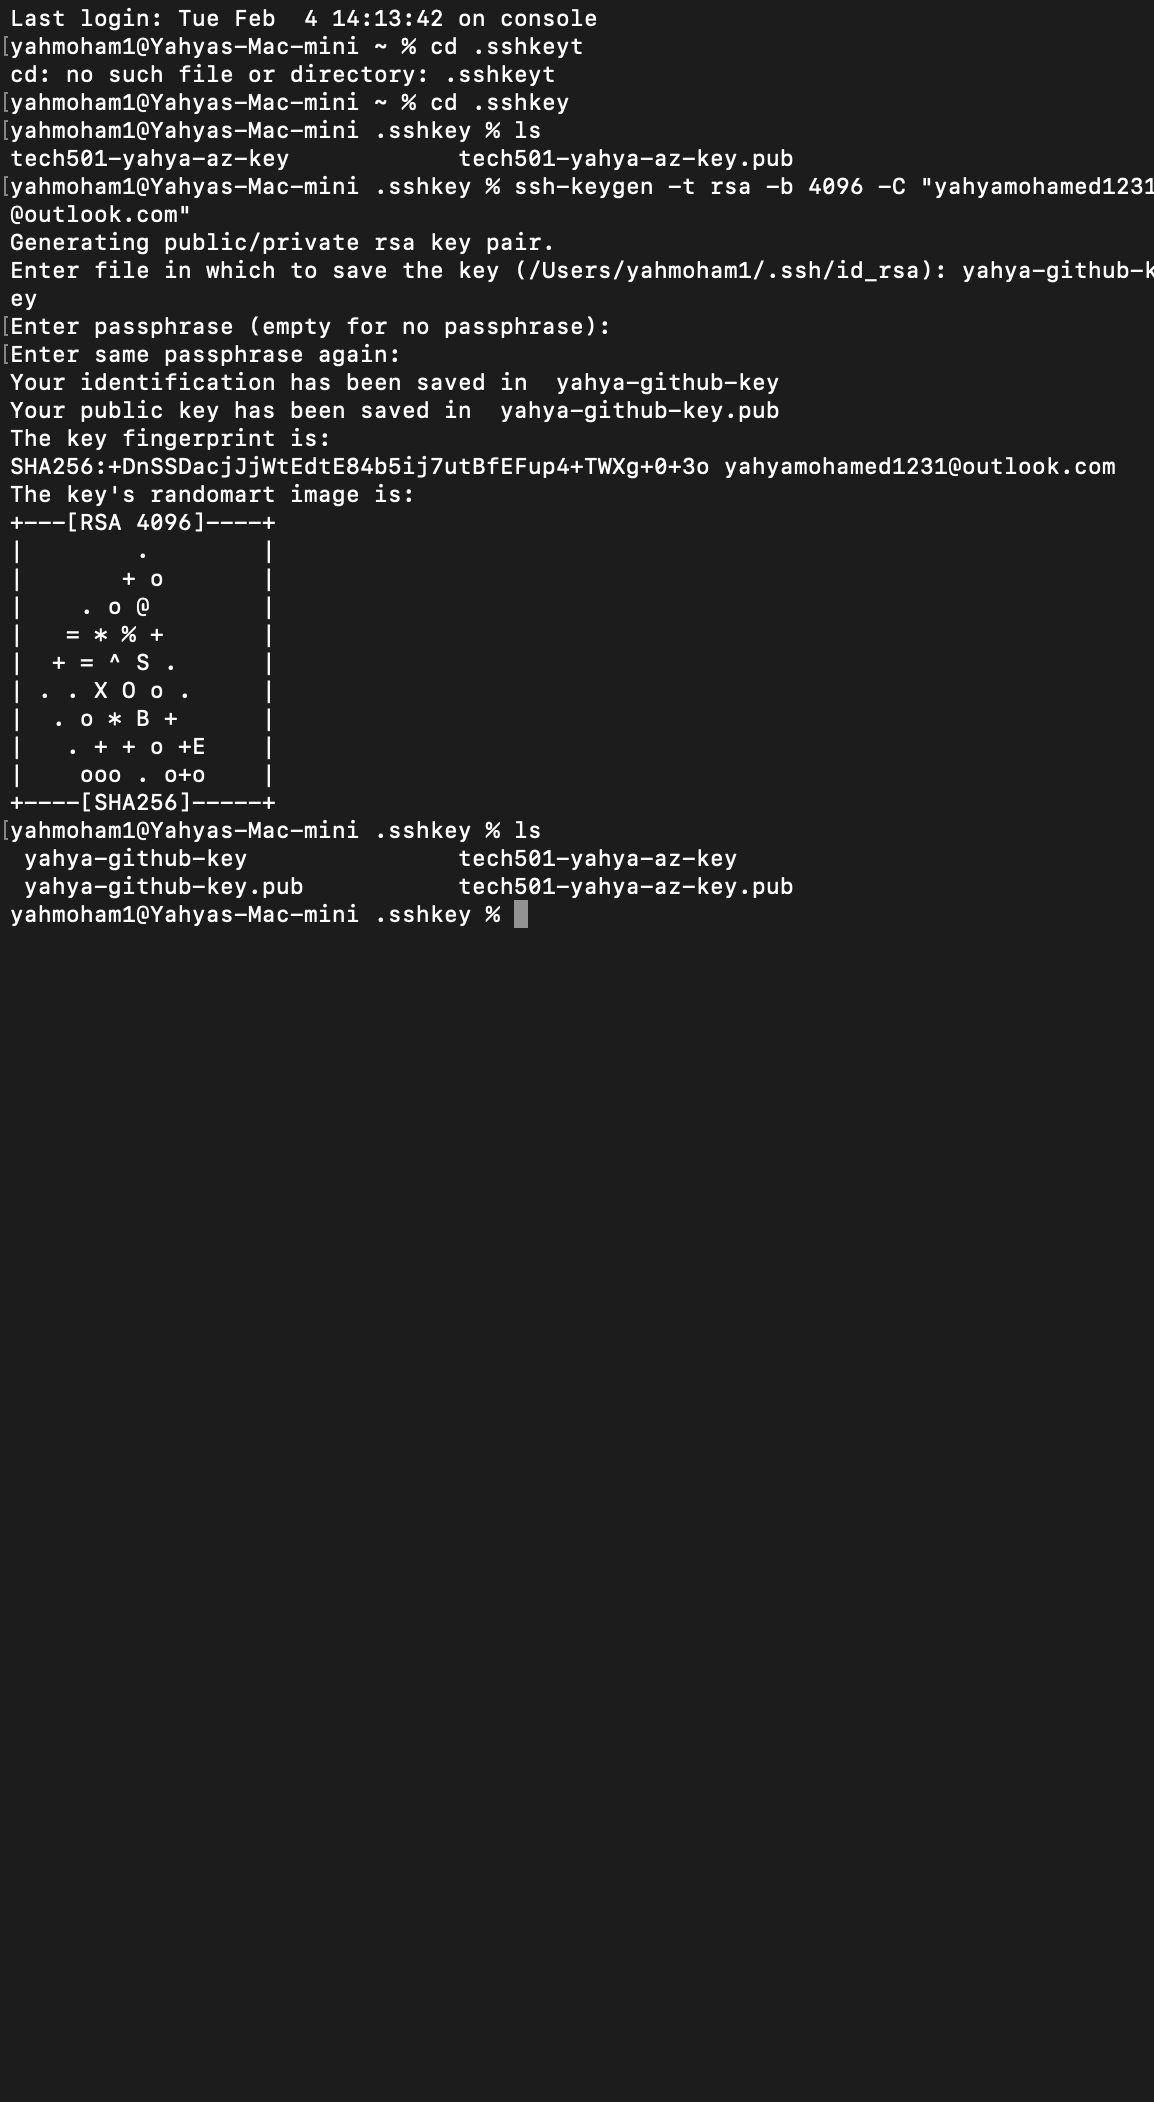 Last login: Tue Feb  4 14:13:42 on console
[yahmoham1@Yahyas-Mac-mini ~ % cd .sshkeyt
cd: no such file or directory: .sshkeyt
[yahmoham1@Yahyas-Mac-mini ~ % cd .sshkey
[yahmoham1@Yahyas-Mac-mini .sshkey % ls
tech501-yahya-az-key            tech501-yahya-az-key.pub
[yahmoham1@Yahyas-Mac-mini .sshkey % ssh-keygen -t rsa -b 4096 -C "yahyamohamed1231
@outlook.com"
Generating public/private rsa key pair.
Enter file in which to save the key (/Users/yahmoham1/.ssh/id_rsa): yahya-github-k
ey
[Enter passphrase (empty for no passphrase):
[Enter same passphrase again:
Your identification has been saved in  yahya-github-key
Your public key has been saved in  yahya-github-key.pub
The key fingerprint is:
SHA256:+DnSSDacjJjWtEdtE84b5ij7utBfEFup4+TWXg+0+3o yahyamohamed1231@outlook.com
The key's randomart image is:
+---[RSA 4096]----+
|        .        |
|       + o       |
|    . o @        |
|   = * % +       |
|  + = ^ S .      |
| . . X O o .     |
|  . o * B +      |
|   . + + o +E    |
|    ooo . o+o    |
+----[SHA256]-----+
[yahmoham1@Yahyas-Mac-mini .sshkey % ls
 yahya-github-key               tech501-yahya-az-key
 yahya-github-key.pub           tech501-yahya-az-key.pub
yahmoham1@Yahyas-Mac-mini .sshkey %